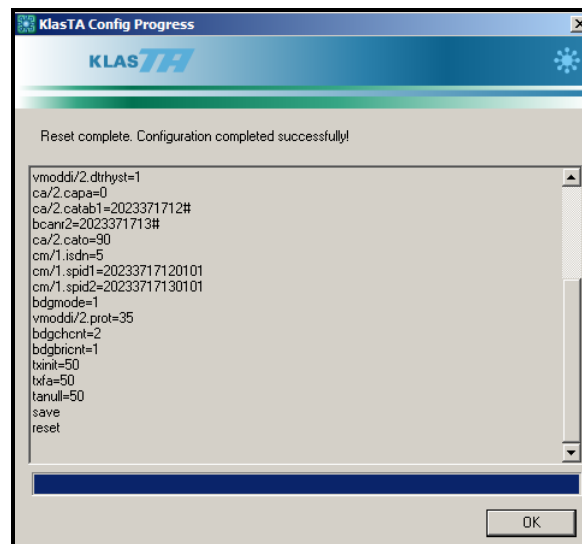 KlasTA Config Progress
KLAS TA
Reset complete. Configuration completed successfully!
vmoddi/2.dtrhyst=1
ca/2.capa=0
ca/2.catab1=2023371712#
bcanr2=2023371713#
ca/2.cato=90
cm/1.isdn=5
cm/1.spid1=20233717120101
cm/1.spid2=20233717130101
bdgmode=1
vmoddi/2.prot=35
bdgchcnt=2
bdgbricnt=1
txinit=50
txfa=50
tanull=50
save
reset
OK